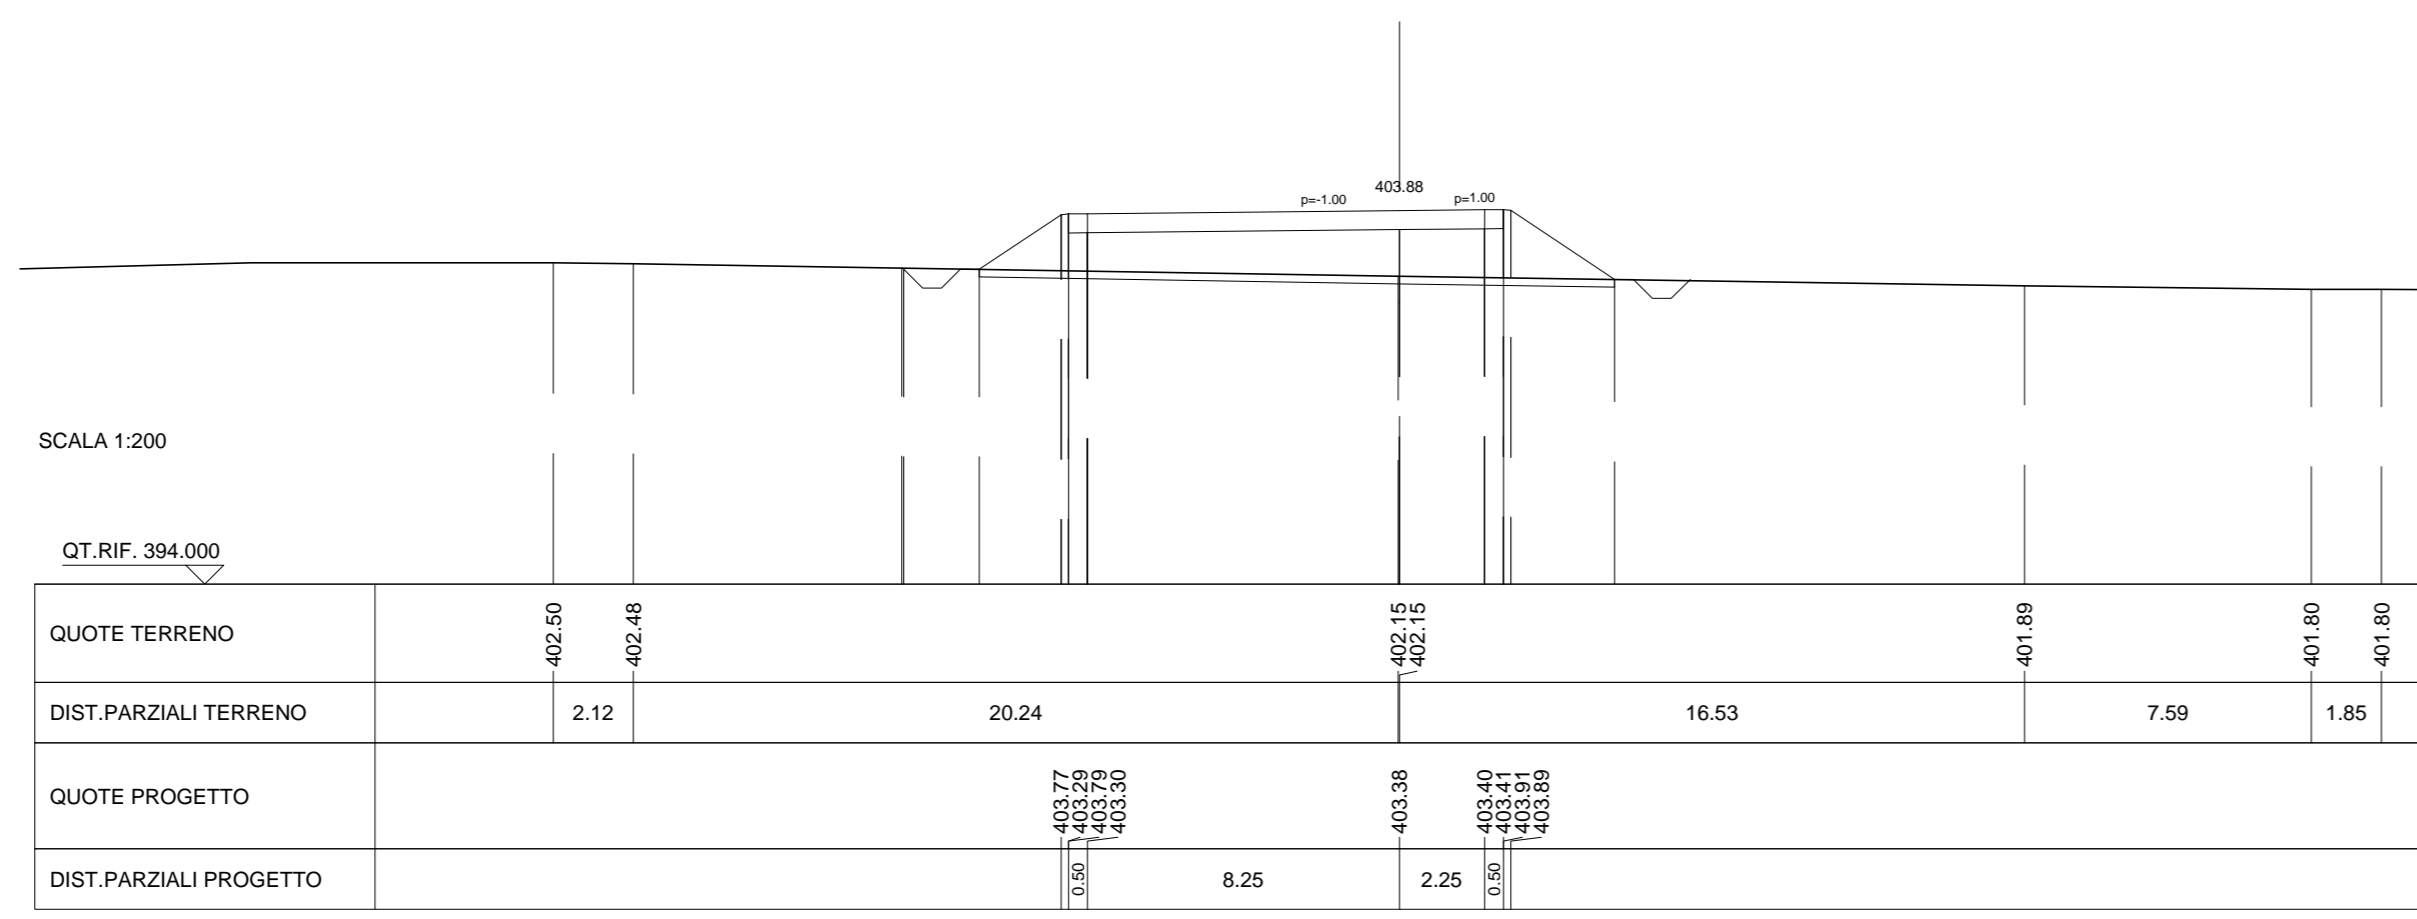 403.88
p=-1.00 p=1.00
SCALA 1:200
QT.RIF. 394.000
QUOTE TERRENO 402.50 402.48 402.15 402.15 401.89 401.80 401.80
DIST.PARZIALI TERRENO 2.12 20.24 16.53 7.59 1.85
QUOTE PROGETTO 403.77 403.29 403.79 403.30 403.38 403.40 403.41 403.91 403.89
DIST.PARZIALI PROGETTO 0.50 8.25 2.25 0.50